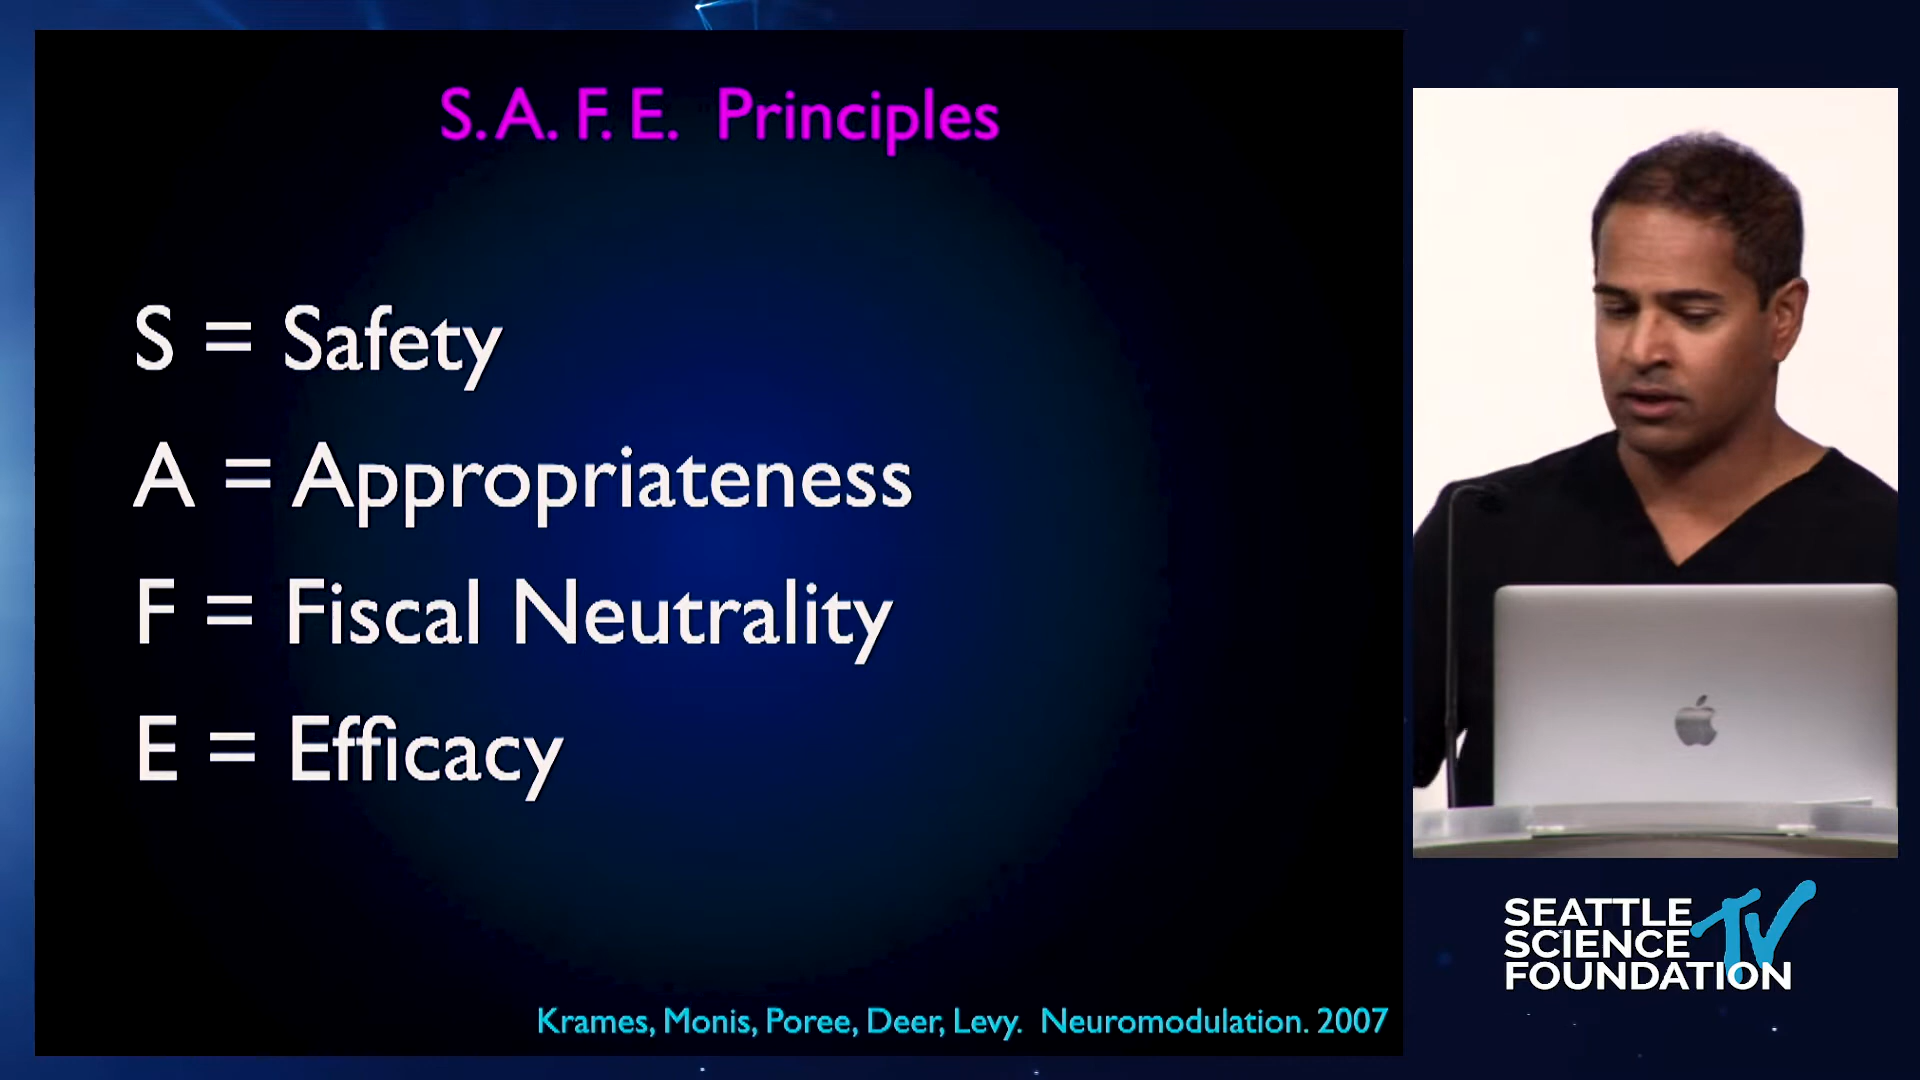 S. A. F. E. Principles
S = Safety
A = Appropriateness
F = Fiscal Neutrality
E = Efficacy
Krames, Monis, Poree, Deer, Levy. Neuromodulation. 2007
SEATTLE
SCIENCE
FOUNDATION
TV